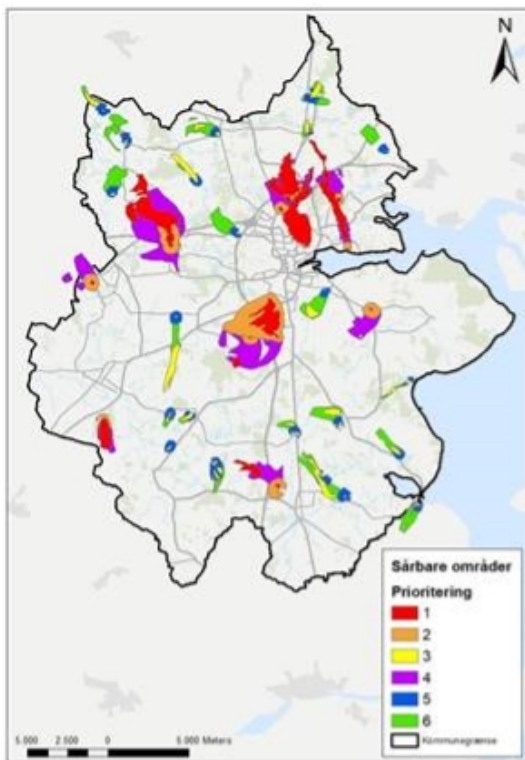 N
Sårbare områder
Prioritering
1
2
3
4
5
6
Kommunegrænse
5.000 2.500 0 5.000 Meters